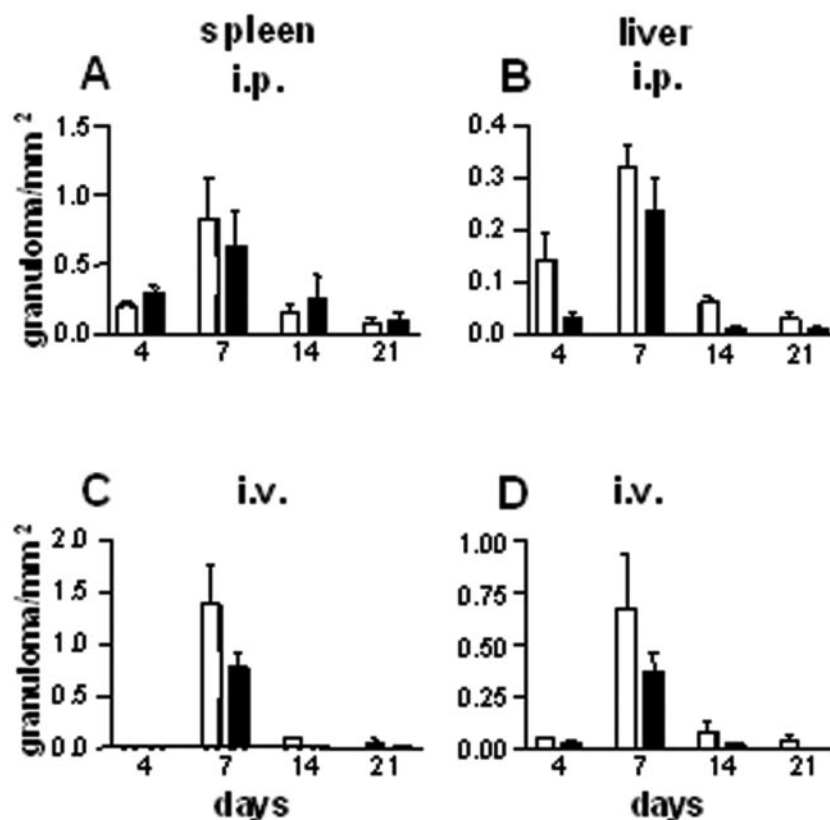 spleen
liver
A
i.p.
B
i.p.
granuloma/mm²
1.5
1.0
0.5
0.0
4 7 14 21
0.4
0.3
0.2
0.1
0.0
4 7 14 21
C
i.v.
D
i.v.
granuloma/mm²
2.0
1.5
1.0
0.5
0.0
4 7 14 21
days
1.00
0.75
0.50
0.25
0.00
4 7 14 21
days